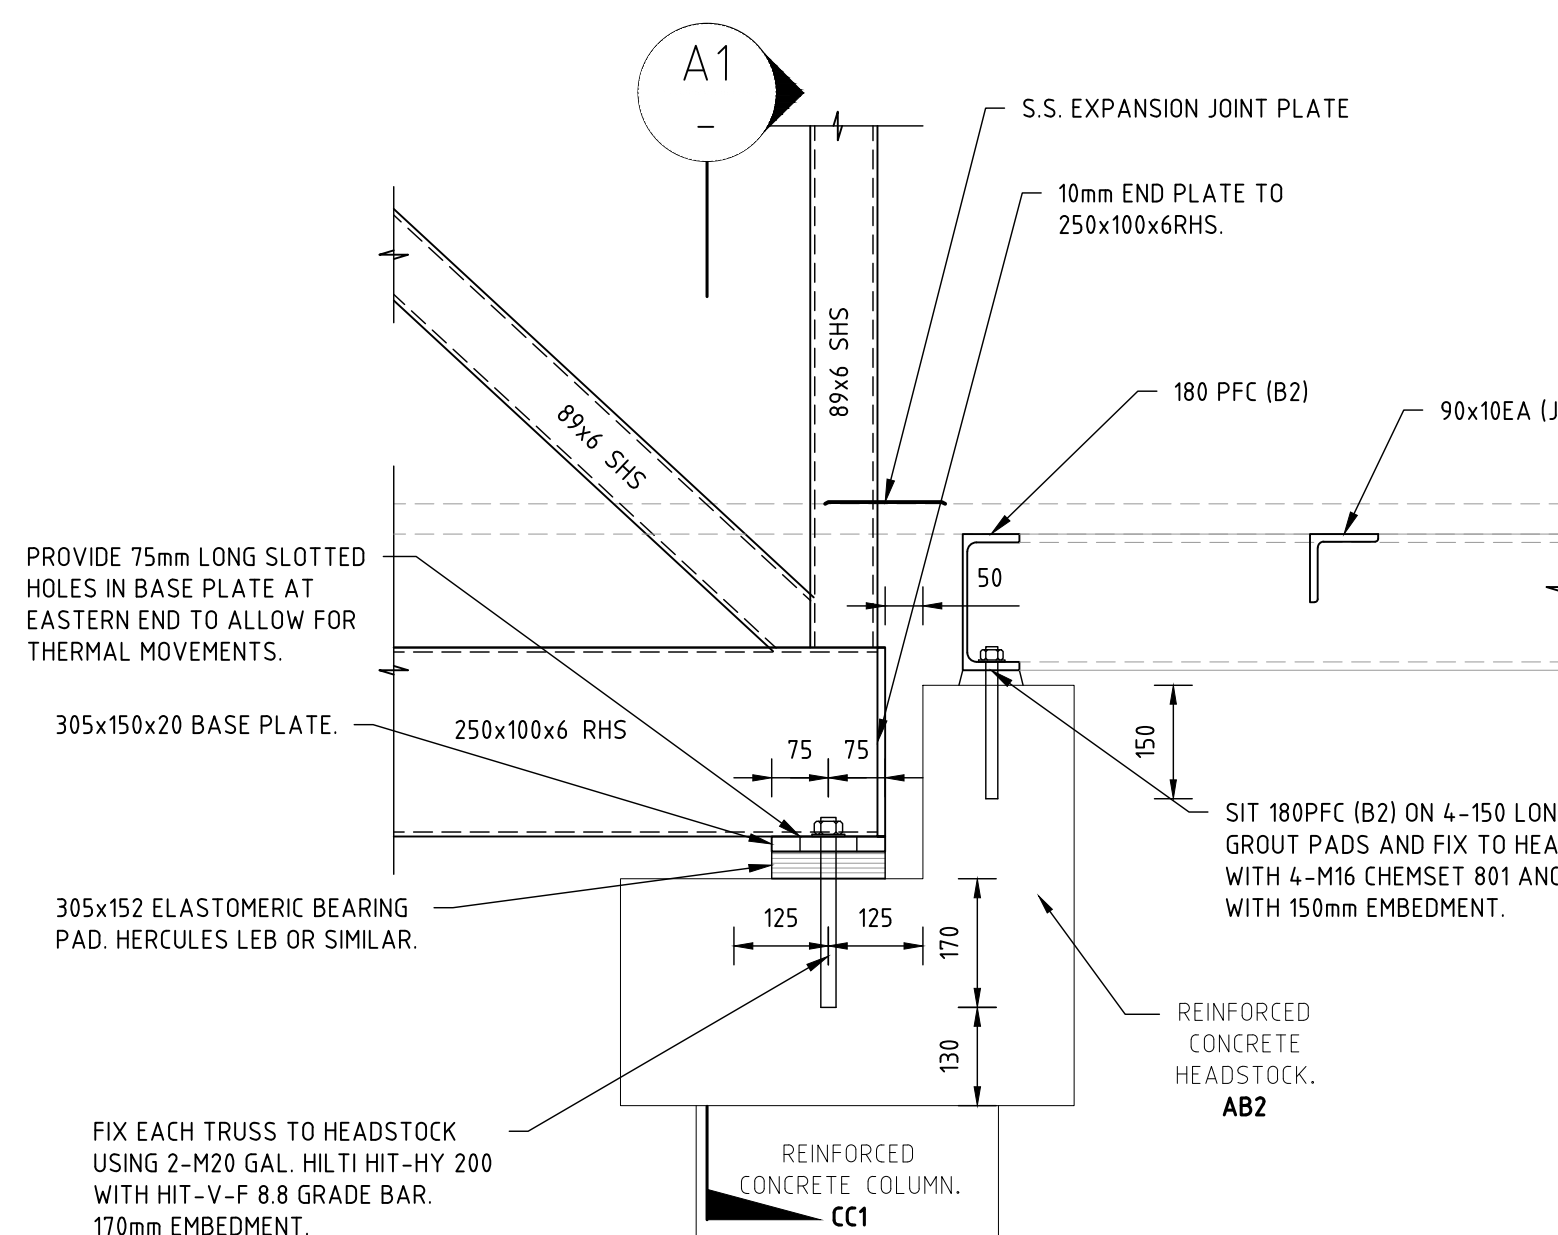 A1
-
S.S. EXPANSION JOINT PLATE
10mm END PLATE TO
250x100x6RHS.
89x6 SHS
89x6 SHS
180 PFC (B2)
90x10EA (J
PROVIDE 75mm LONG SLOTTED
HOLES IN BASE PLATE AT
EASTERN END TO ALLOW FOR
THERMAL MOVEMENTS.
50
305x150x20 BASE PLATE.
250x100x6 RHS
75
75
150
SIT 180PFC (B2) ON 4-150 LON
GROUT PADS AND FIX TO HEA
WITH 4-M16 CHEMSET 801 ANC
WITH 150mm EMBEDMENT.
305x152 ELASTOMERIC BEARING
PAD. HERCULES LEB OR SIMILAR.
125
125
170
130
REINFORCED
CONCRETE
HEADSTOCK.
AB2
FIX EACH TRUSS TO HEADSTOCK
USING 2-M20 GAL. HILTI HIT-HY 200
WITH HIT-V-F 8.8 GRADE BAR.
170mm EMBEDMENT.
REINFORCED
CONCRETE COLUMN.
CC1